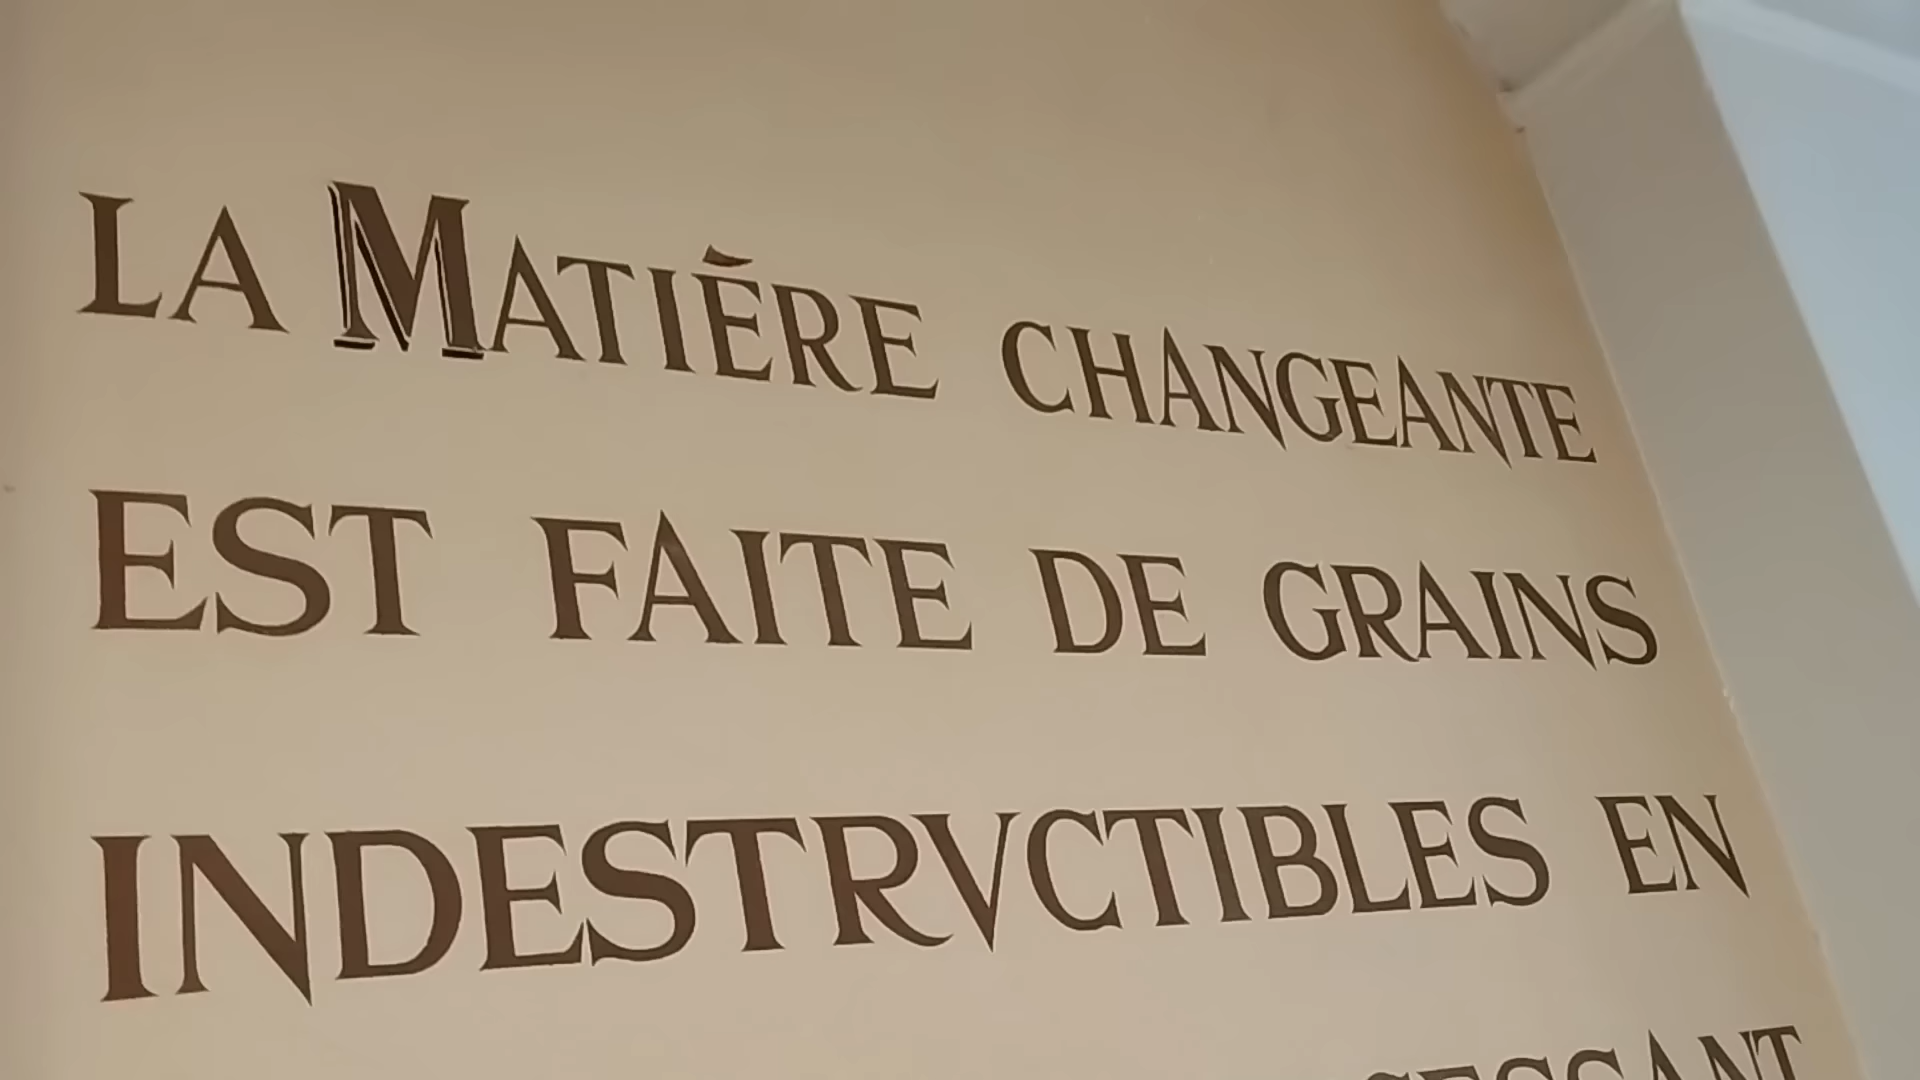 LA MATIÈRE CHANGEANTE
EST FAITE DE GRAINS
INDESTRVCTIBLES EN